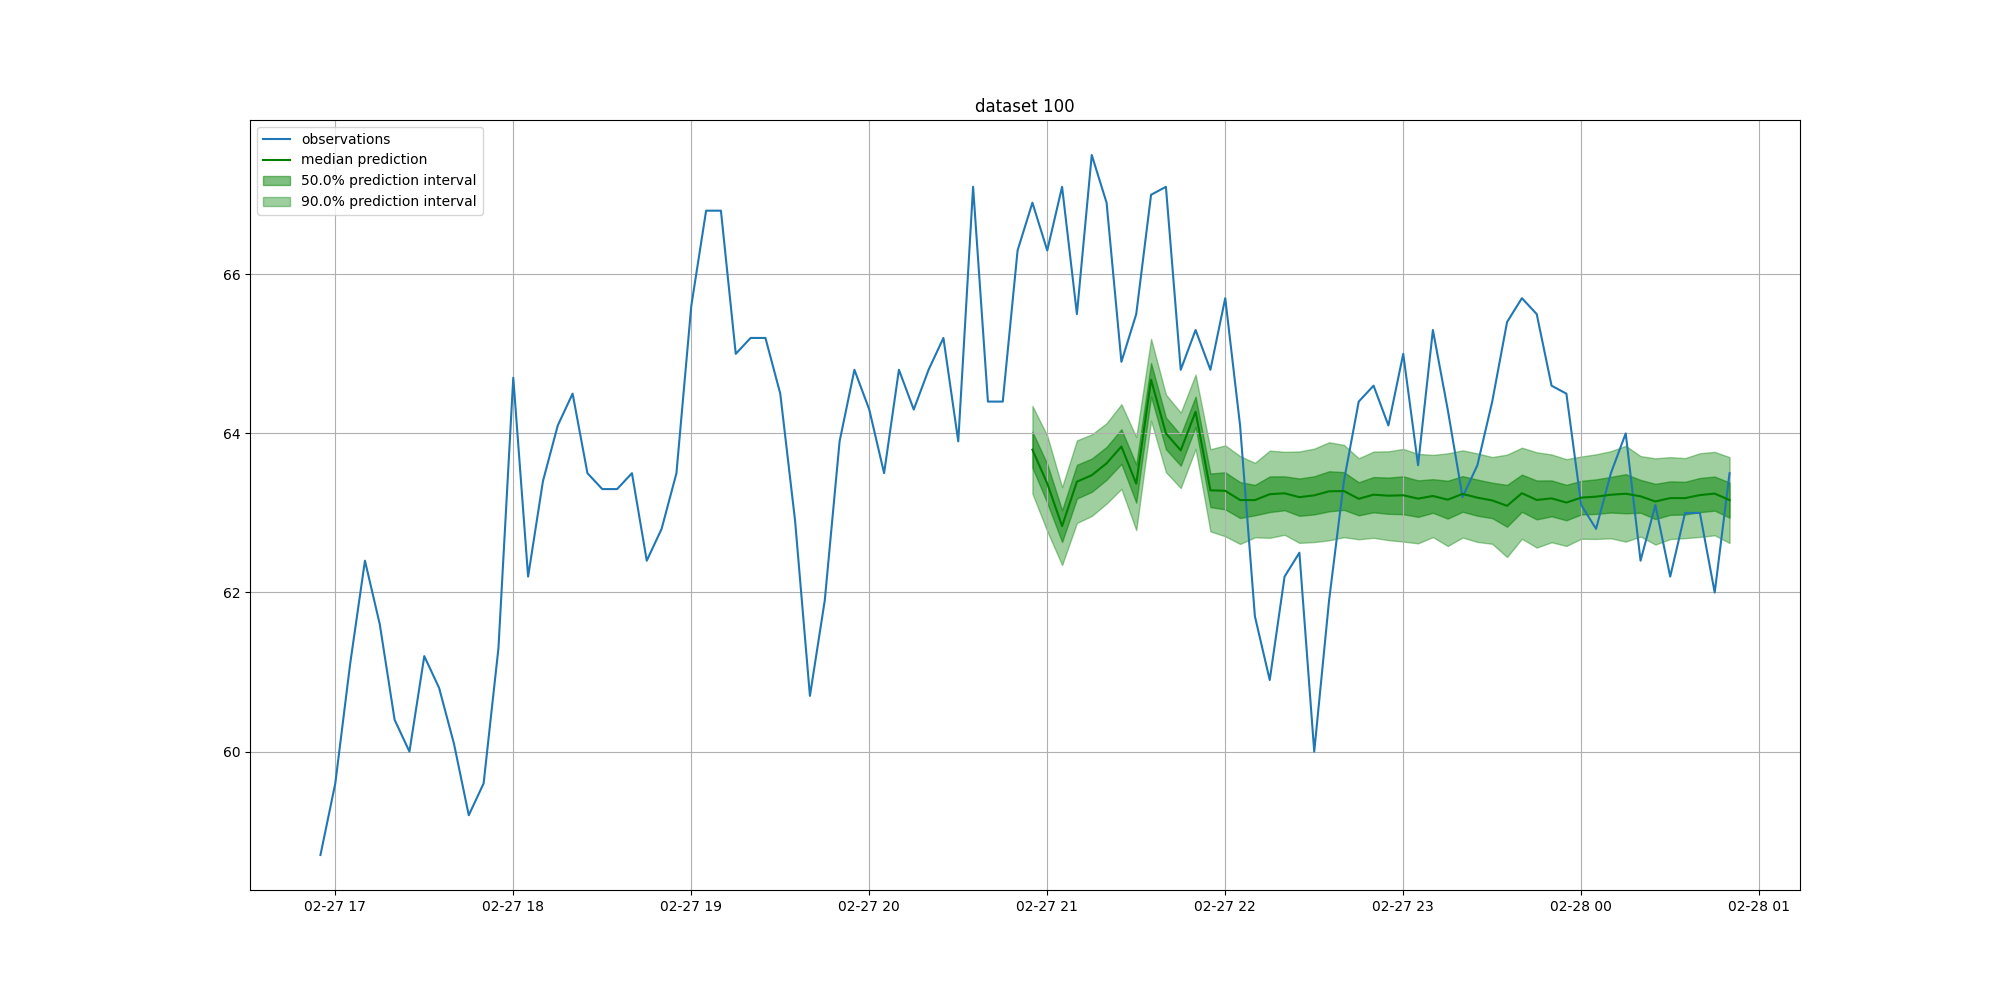 dataset 100
observations
median prediction
50.0% prediction interval
90.0% prediction interval
66
64
62
60
02-27 17 02-27 18 02-27 19 02-27 20 02-27 21 02-27 22 02-27 23 02-28 00 02-28 01